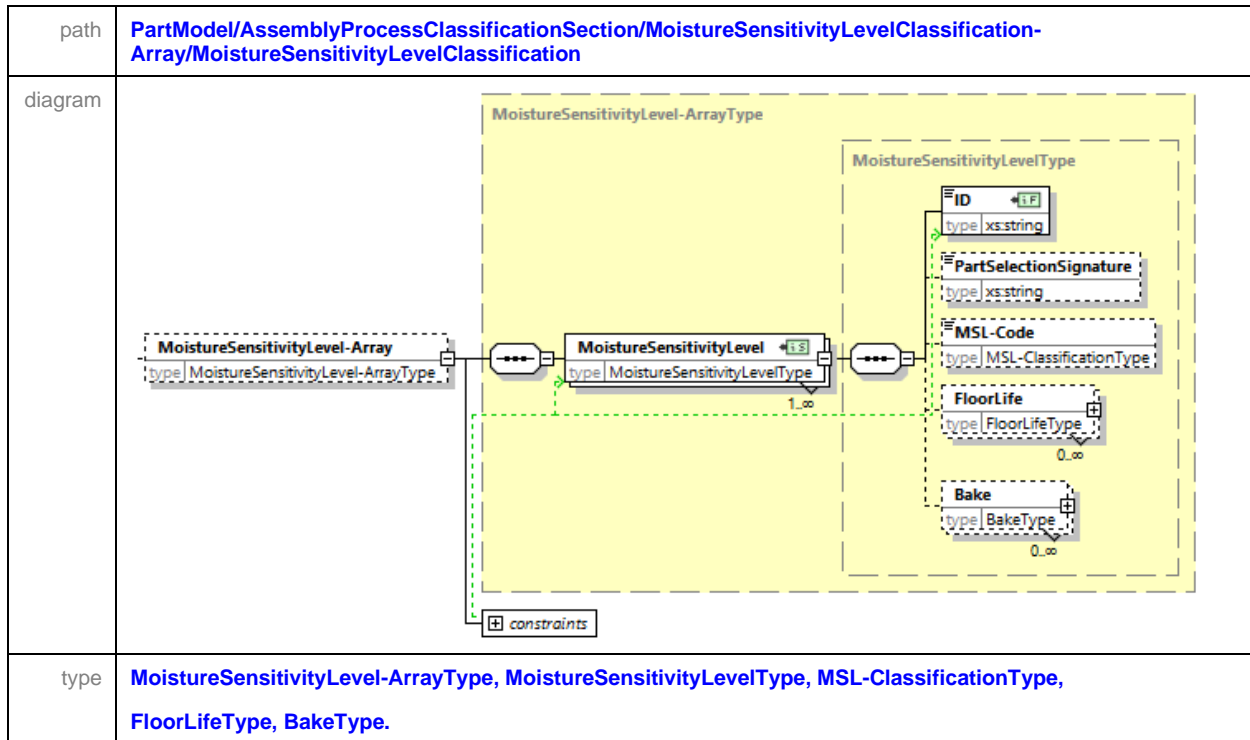 path
PartModel/AssemblyProcessClassificationSection/MoistureSensitivityLevelClassification-
Array/MoistureSensitivityLevelClassification
diagram
MoistureSensitivityLevel-ArrayType
MoistureSensitivityLevelType
ID iF
type xs:string
PartSelectionSignature
type xs:string
MSL-Code
type MSL-ClassificationType
MoistureSensitivityLevel-Array
type MoistureSensitivityLevel-ArrayType
MoistureSensitivityLevel iS
type MoistureSensitivityLevelType
1..∞
FloorLife
type FloorLifeType
0..∞
Bake
type BakeType
0..∞
constraints
type
MoistureSensitivityLevel-ArrayType, MoistureSensitivityLevelType, MSL-ClassificationType,
FloorLifeType, BakeType.